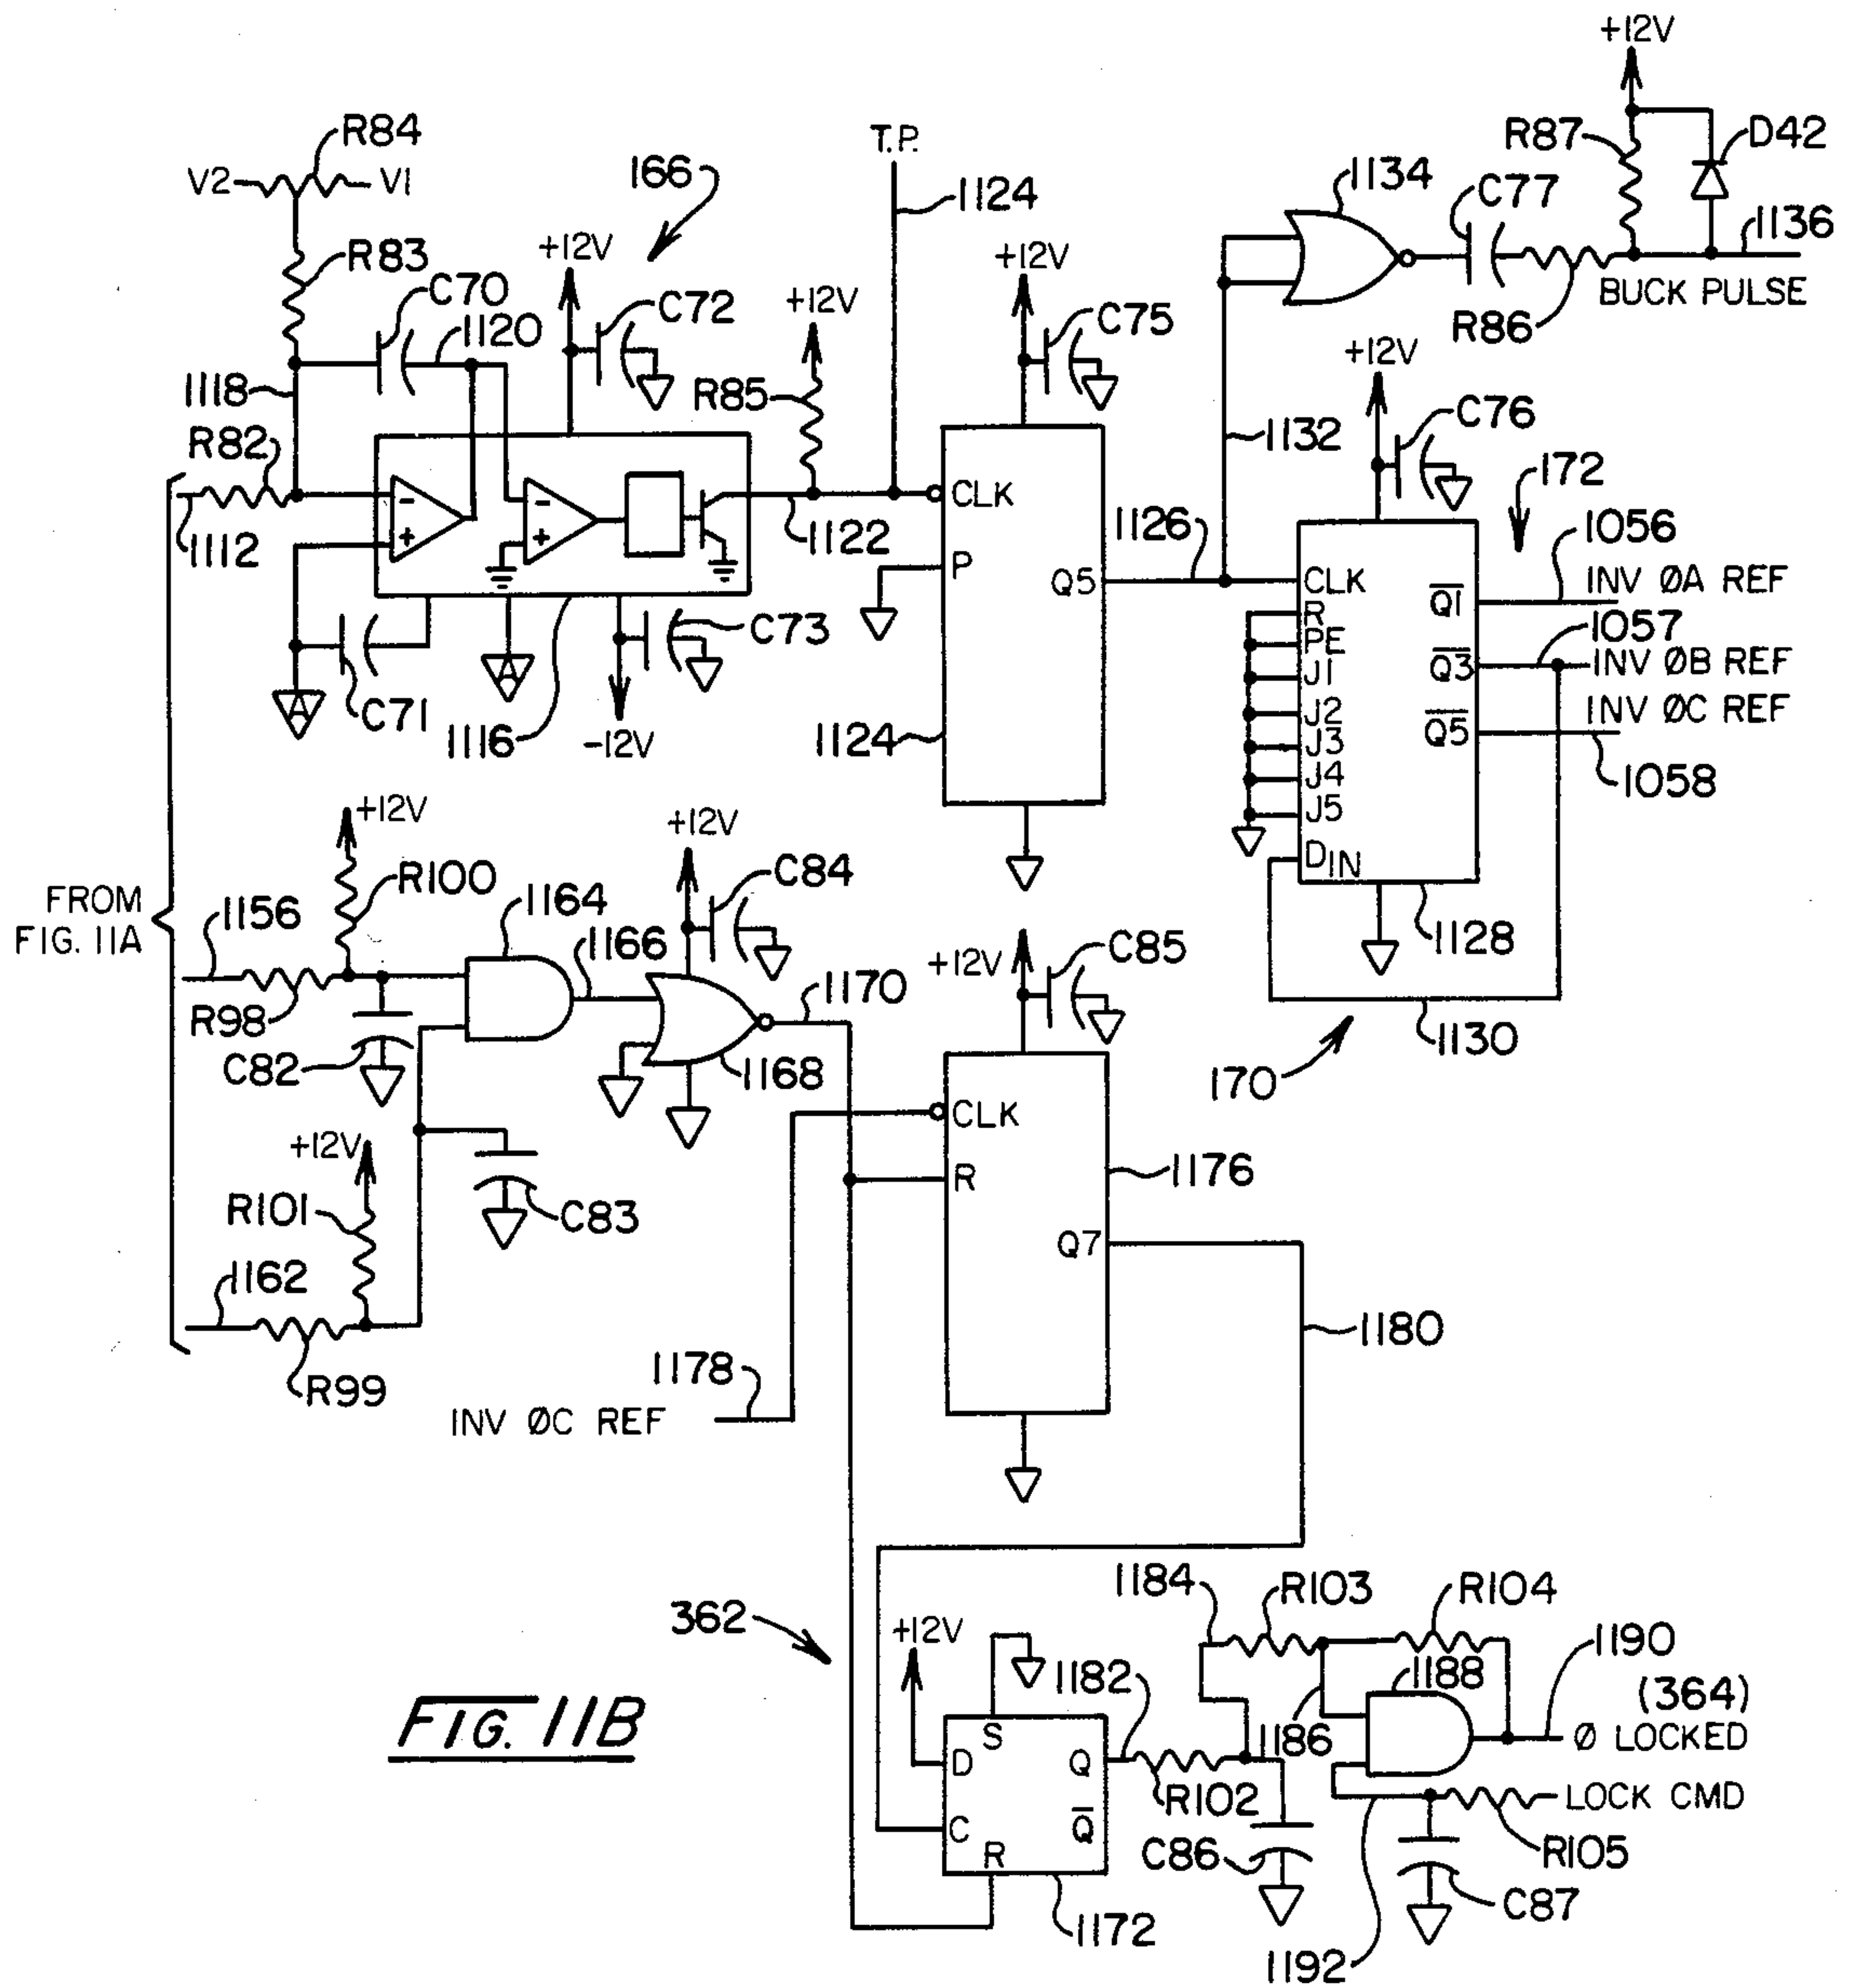 +12V
R84
V2
V1
166
T.P.
R87
D42
1134
C77
1124
1136
BUCK PULSE
R86
R83
C70
1120
+12V
C72
+12V
+12V
C75
1118
R85
R82
1132
+12V
C76
172
1112
-
+
-
+
1122
CLK
P
Q5
1126
CLK
R
PE
J1
J2
J3
J4
J5
DIN
Q1
Q3
Q5
1056
INV ØA REF
1057
INV ØB REF
INV ØC REF
1058
A
C71
A
1116
-12V
C73
1124
1128
1130
170
FROM
FIG. 11A
+12V
R100
1156
R98
C82
1164
1166
+12V
C84
1168
1170
+12V
C85
+12V
R101
C83
1162
R99
CLK
R
Q7
1176
1178
INV ØC REF
1180
362
+12V
S
D
C
R
Q
Q
1172
1182
R102
C86
1184
R103
R104
1186
1188
1190
(364)
Ø LOCKED
LOCK CMD
R105
C87
1192
FIG. 11B